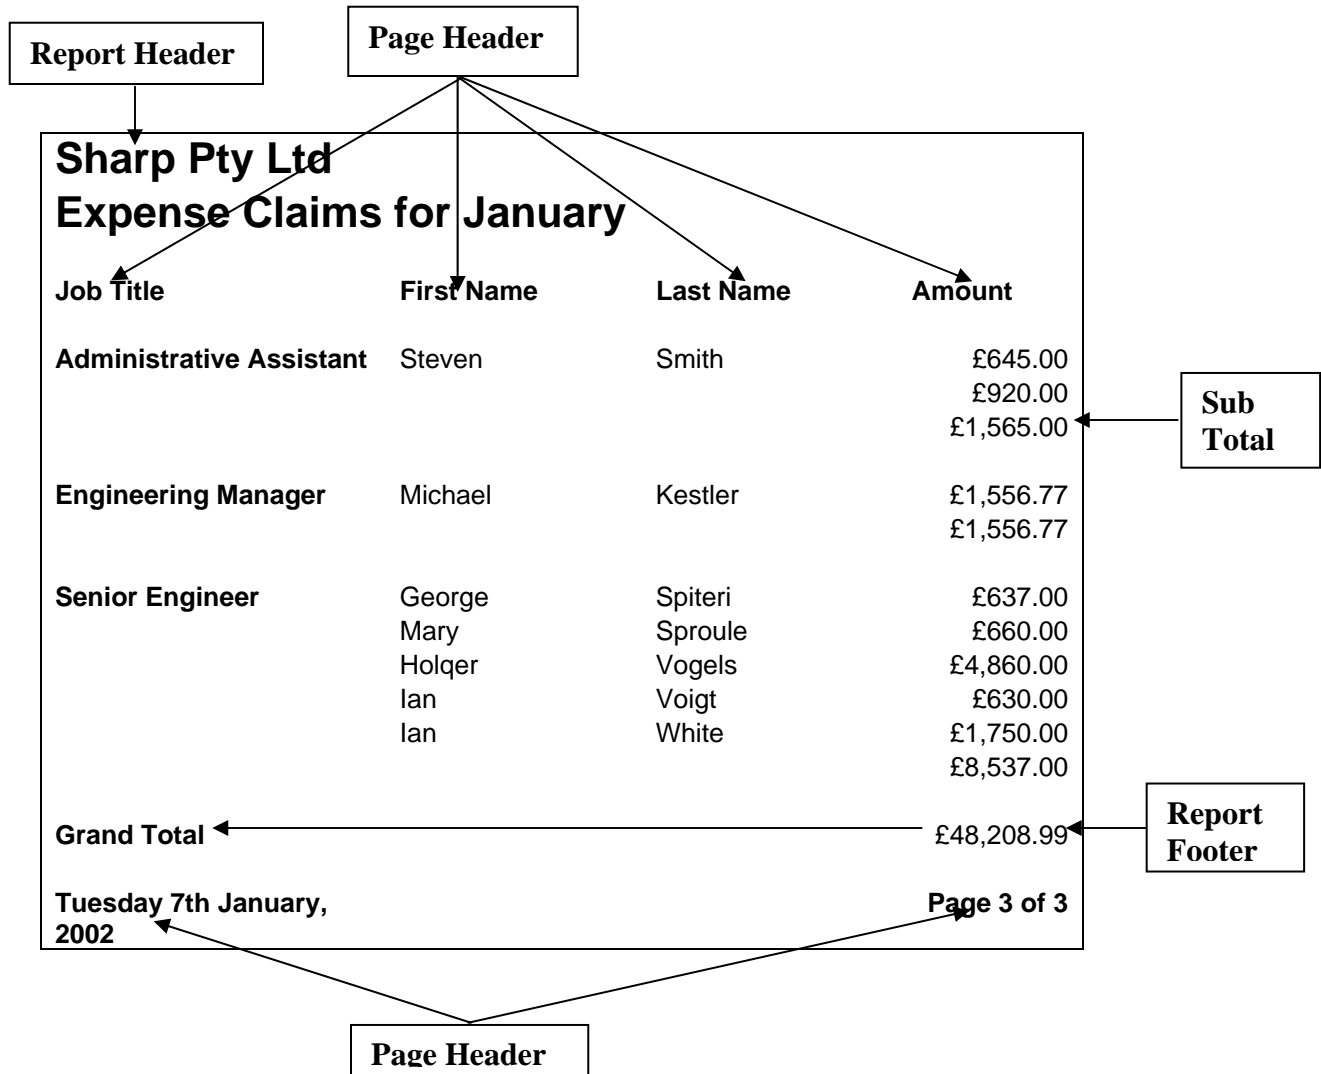 Page Header
Report Header
Sharp Pty Ltd
Expense Claims for January
Job Title First Name Last Name Amount
Administrative Assistant Steven Smith £645.00
£920.00
£1,565.00
Sub
Total
Engineering Manager Michael Kestler £1,556.77
£1,556.77
Senior Engineer George Spiteri £637.00
Mary Sproule £660.00
Holqer Vogels £4,860.00
Ian Voigt £630.00
Ian White £1,750.00
£8,537.00
Grand Total £48,208.99
Report
Footer
Tuesday 7th January, Page 3 of 3
2002
Page Header